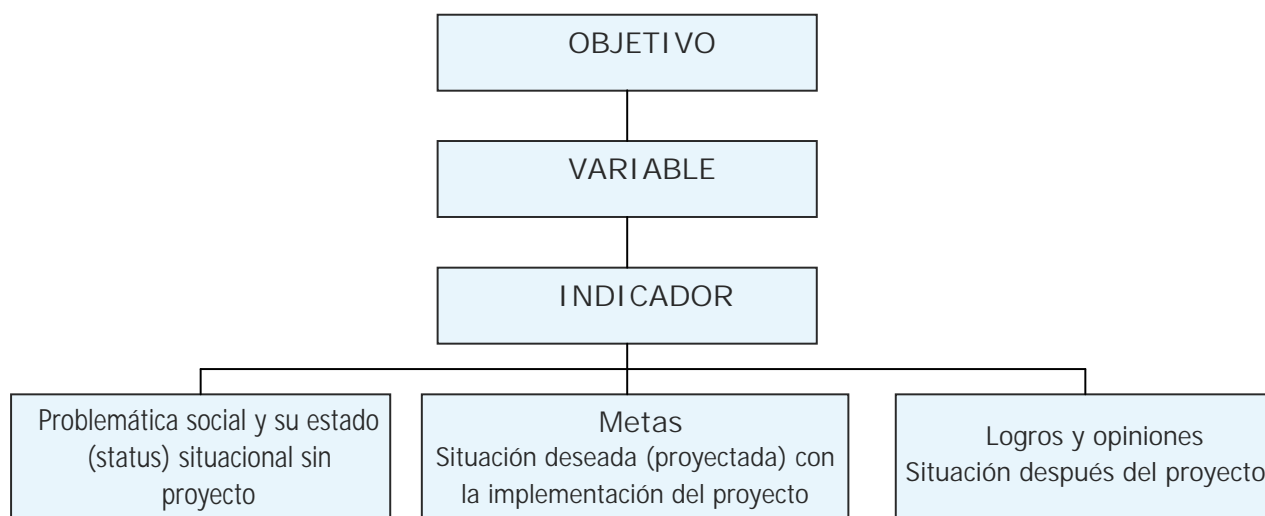 OBJETIVO
VARIABLE
INDICADOR
Problemática social y su estado
(status) situacional sin
proyecto
Metas
Situación deseada (proyectada) con
la implementación del proyecto
Logros y opiniones
Situación después del proyecto